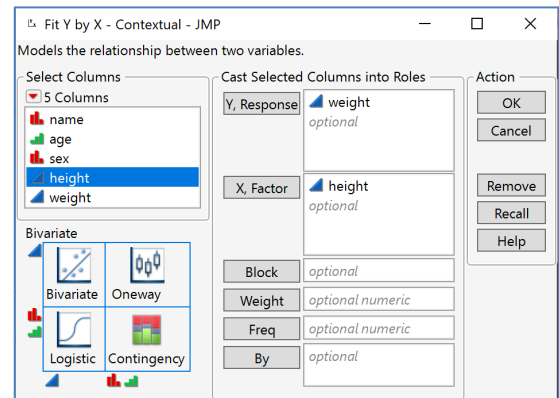 Fit Y by X - Contextual - JMP
Models the relationship between two variables.
Select Columns
5 Columns
name
age
sex
height
weight
Bivariate
Bivariate
Oneway
Logistic
Contingency
Cast Selected Columns into Roles
Y, Response
weight
optional
X, Factor
height
optional
Block
optional
Weight
optional numeric
Freq
optional numeric
By
optional
Action
OK
Cancel
Remove
Recall
Help